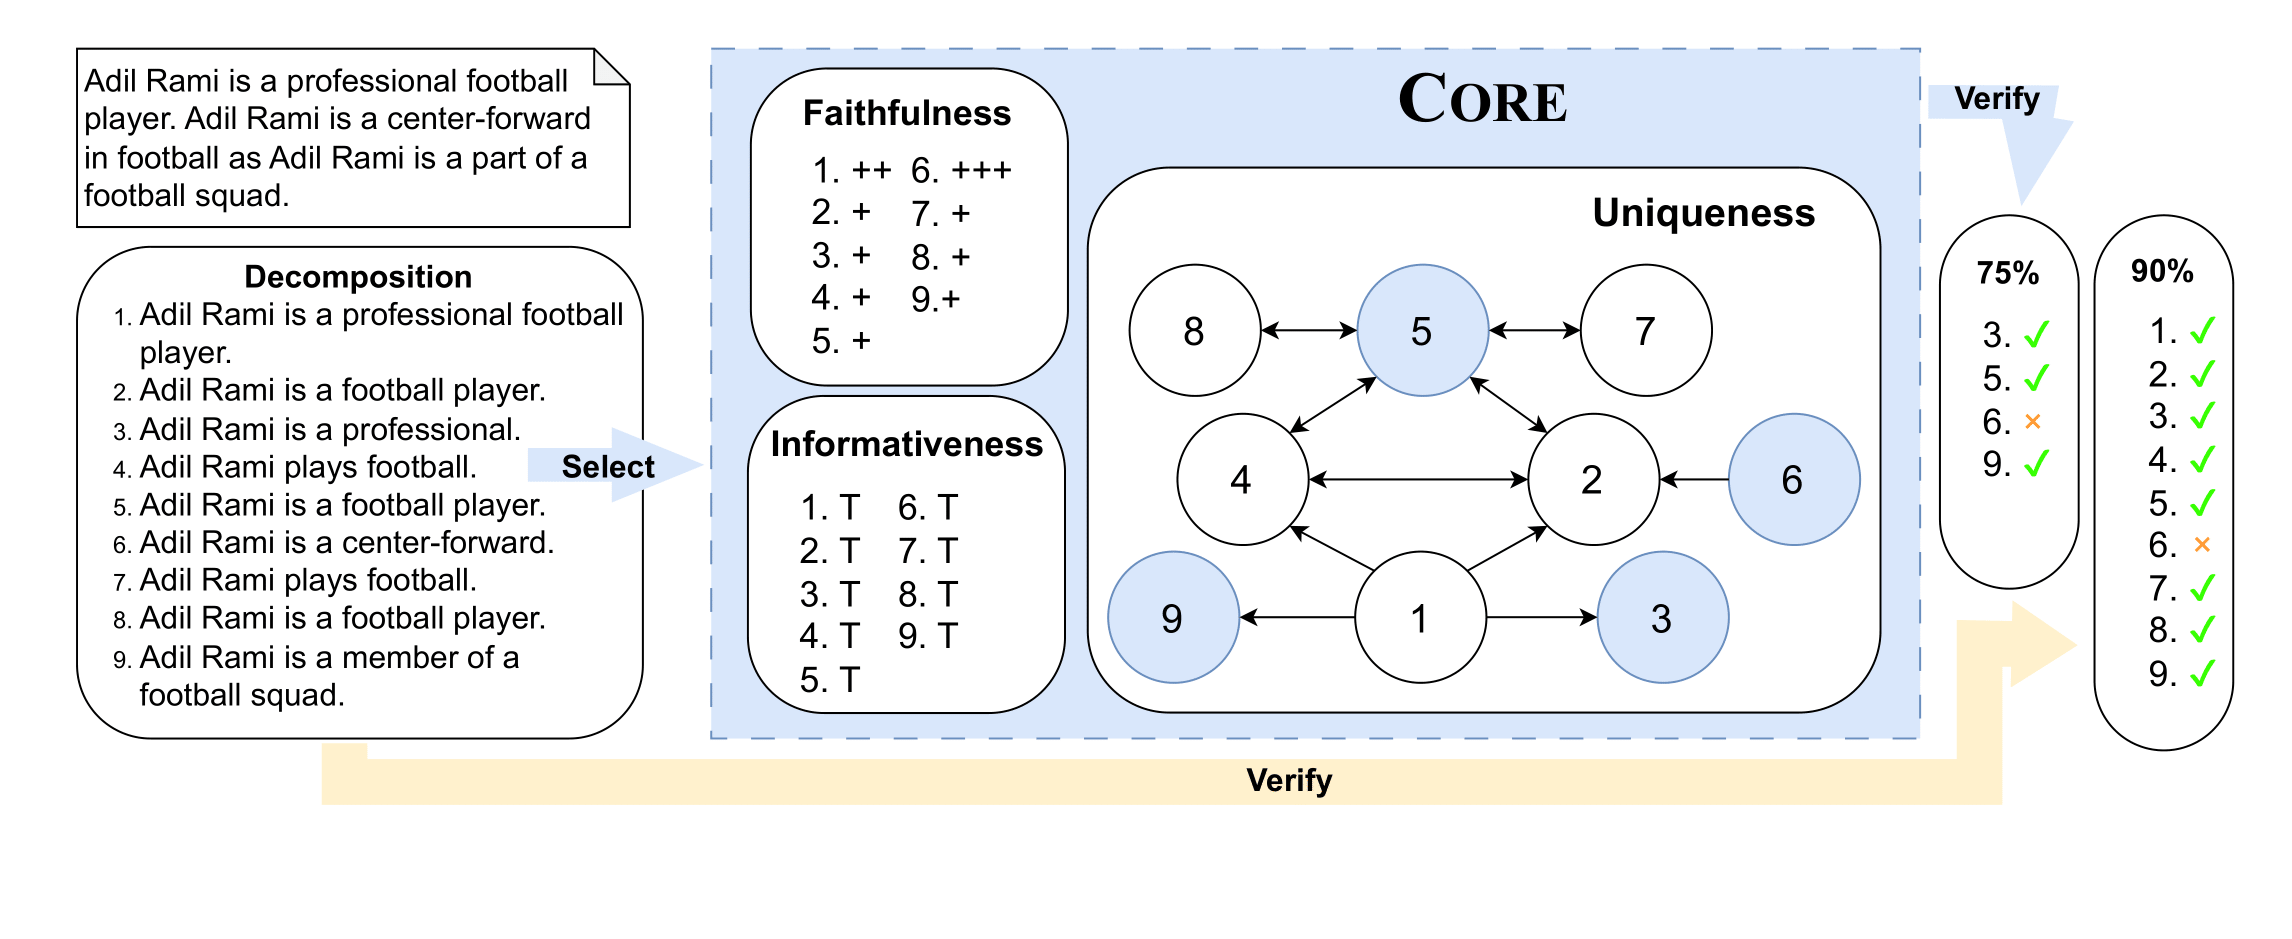 Adil Rami is a professional football
player. Adil Rami is a center-forward
in football as Adil Rami is a part of a
football squad.
Decomposition
1. Adil Rami is a professional football
player.
2. Adil Rami is a football player.
3. Adil Rami is a professional.
4. Adil Rami plays football.
5. Adil Rami is a football player.
6. Adil Rami is a center-forward.
7. Adil Rami plays football.
8. Adil Rami is a football player.
9. Adil Rami is a member of a
football squad.
Select
CORE
Faithfulness
1. ++ 6. +++
2. + 7. +
3. + 8. +
4. + 9.+
5. +
Informativeness
1. T 6. T
2. T 7. T
3. T 8. T
4. T 9. T
5. T
Uniqueness
8 5 7
4 2 6
9 1 3
Verify
75%
3. ✓
5. ✓
6. ×
9. ✓
90%
1. ✓
2. ✓
3. ✓
4. ✓
5. ✓
6. ×
7. ✓
8. ✓
9. ✓
Verify